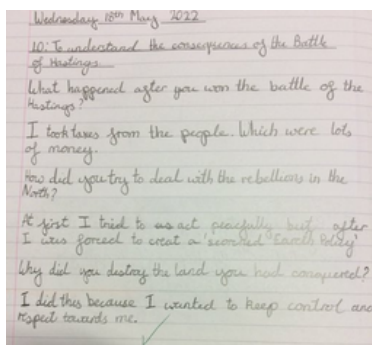 Wednesday 18th May 2022
LO: To understand the consequences of the Battle
of Hastings
What happened after you won the battle of the
Hastings?
I took taxes from the people. Which were lots
of money.
How did you try to deal with the rebellions in the
North?
At first I tried to act peacefully but after
I was forced to creat a 'scorched Earth Policy'
Why did you destroy the land you had conquered?
I did this because I wanted to keep control and
respect towards me.